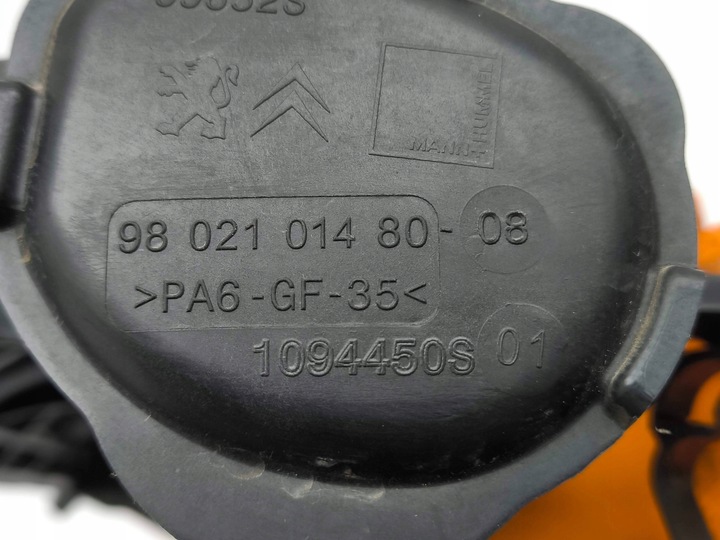 MANN+HUMMEL
98 021 014 80-08
>PA6-GF-35<
1094450S 01